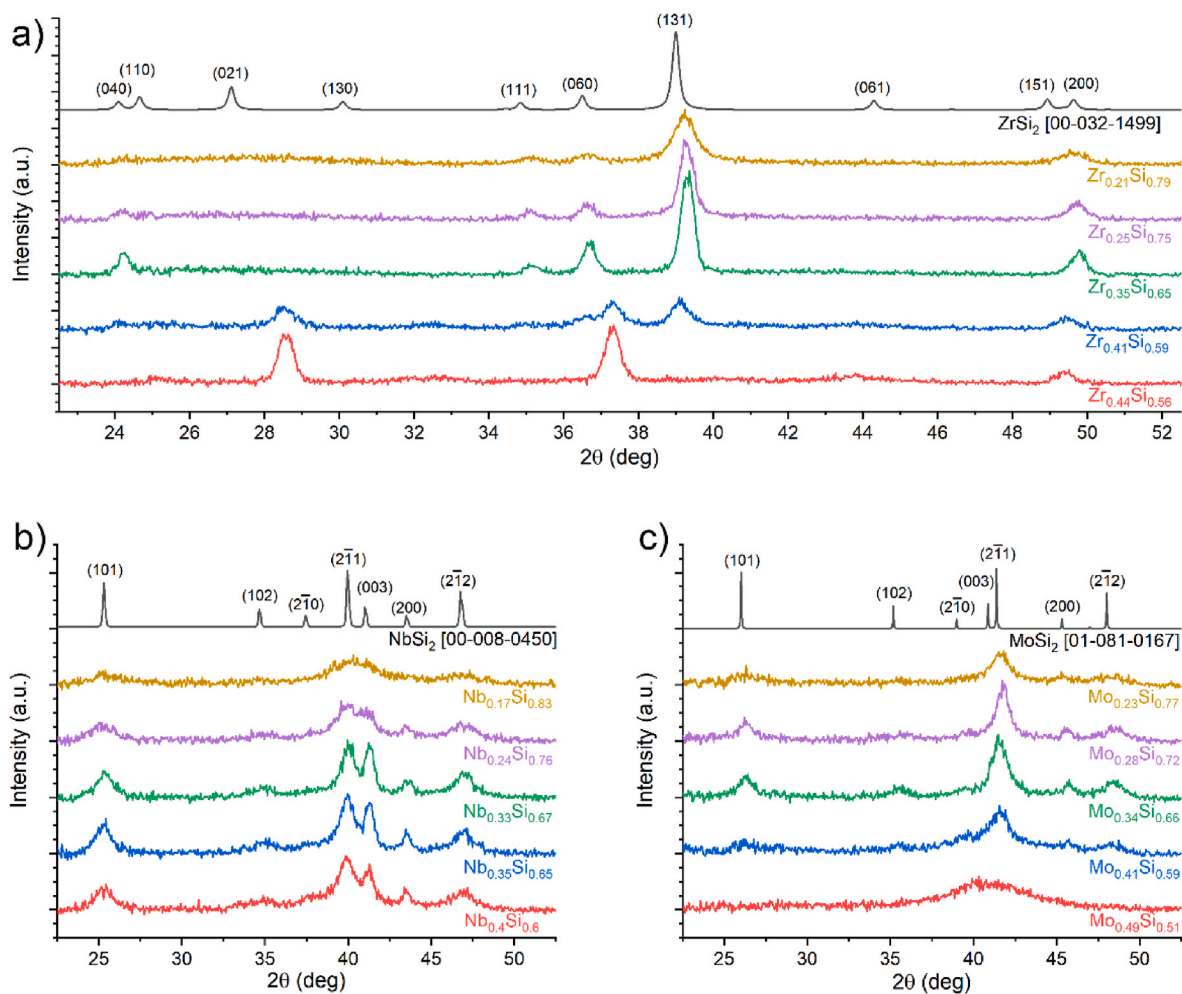 a)
(131)
(110)
(040)
(021)
(130)
(111)
(060)
(061)
(151)
(200)
ZrSi2 [00-032-1499]
Zr0.21Si0.79
Zr0.25Si0.75
Zr0.35Si0.65
Zr0.41Si0.59
Zr0.44Si0.56
Intensity (a.u.)
24 26 28 30 32 34 36 38 40 42 44 46 48 50 52
2θ (deg)
b)
(101)
(102)
(21̅0)
(21̅1)
(003)
(200)
(21̅2)
NbSi2 [00-008-0450]
Nb0.17Si0.83
Nb0.24Si0.76
Nb0.33Si0.67
Nb0.35Si0.65
Nb0.4Si0.6
Intensity (a.u.)
25 30 35 40 45 50
2θ (deg)
c)
(101)
(102)
(21̅0)
(003)
(21̅1)
(200)
(21̅2)
MoSi2 [01-081-0167]
Mo0.23Si0.77
Mo0.28Si0.72
Mo0.34Si0.66
Mo0.41Si0.59
Mo0.49Si0.51
Intensity (a.u.)
25 30 35 40 45 50
2θ (deg)